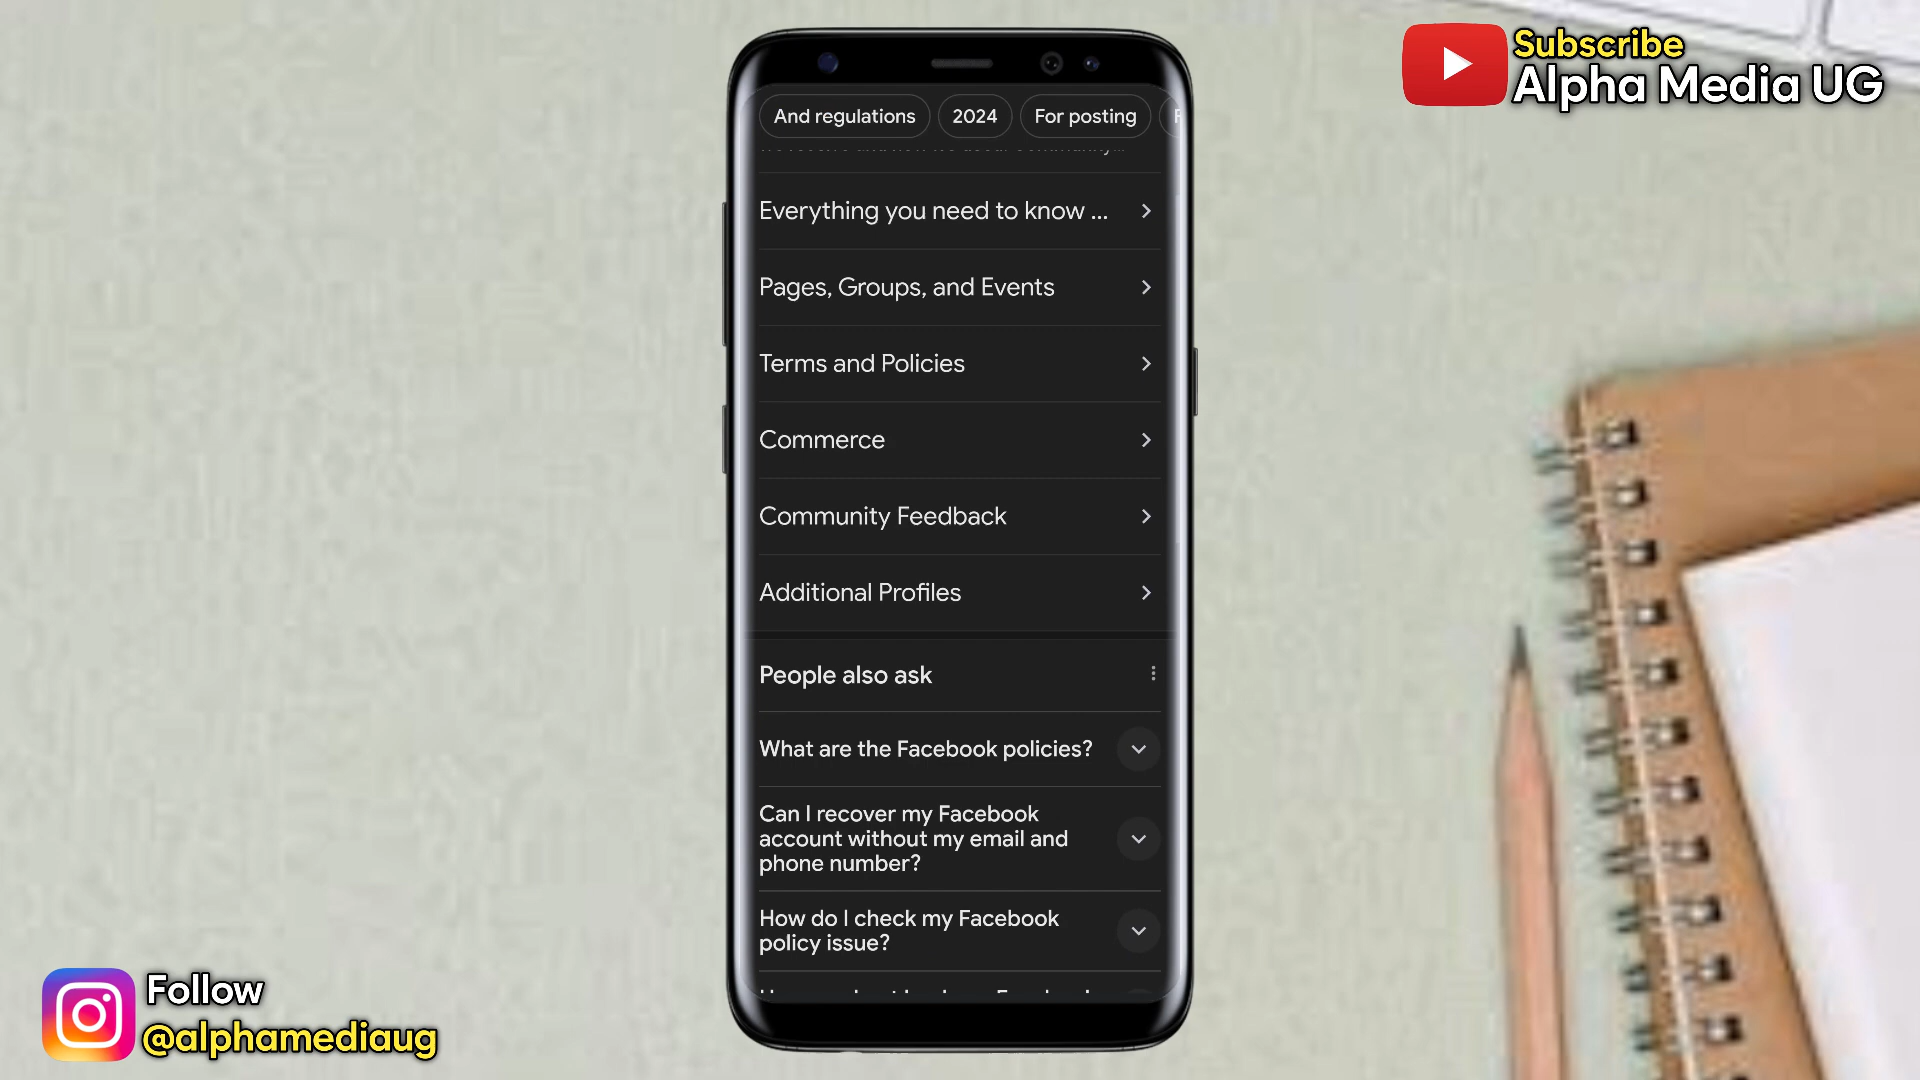 Subscribe
Alpha Media UG
And regulations
2024
For posting
Everything you need to know ...
Pages, Groups, and Events
Terms and Policies
Commerce
Community Feedback
Additional Profiles
People also ask
What are the Facebook policies?
Can I recover my Facebook
account without my email and
phone number?
How do I check my Facebook
policy issue?
Follow
@alphamediaug